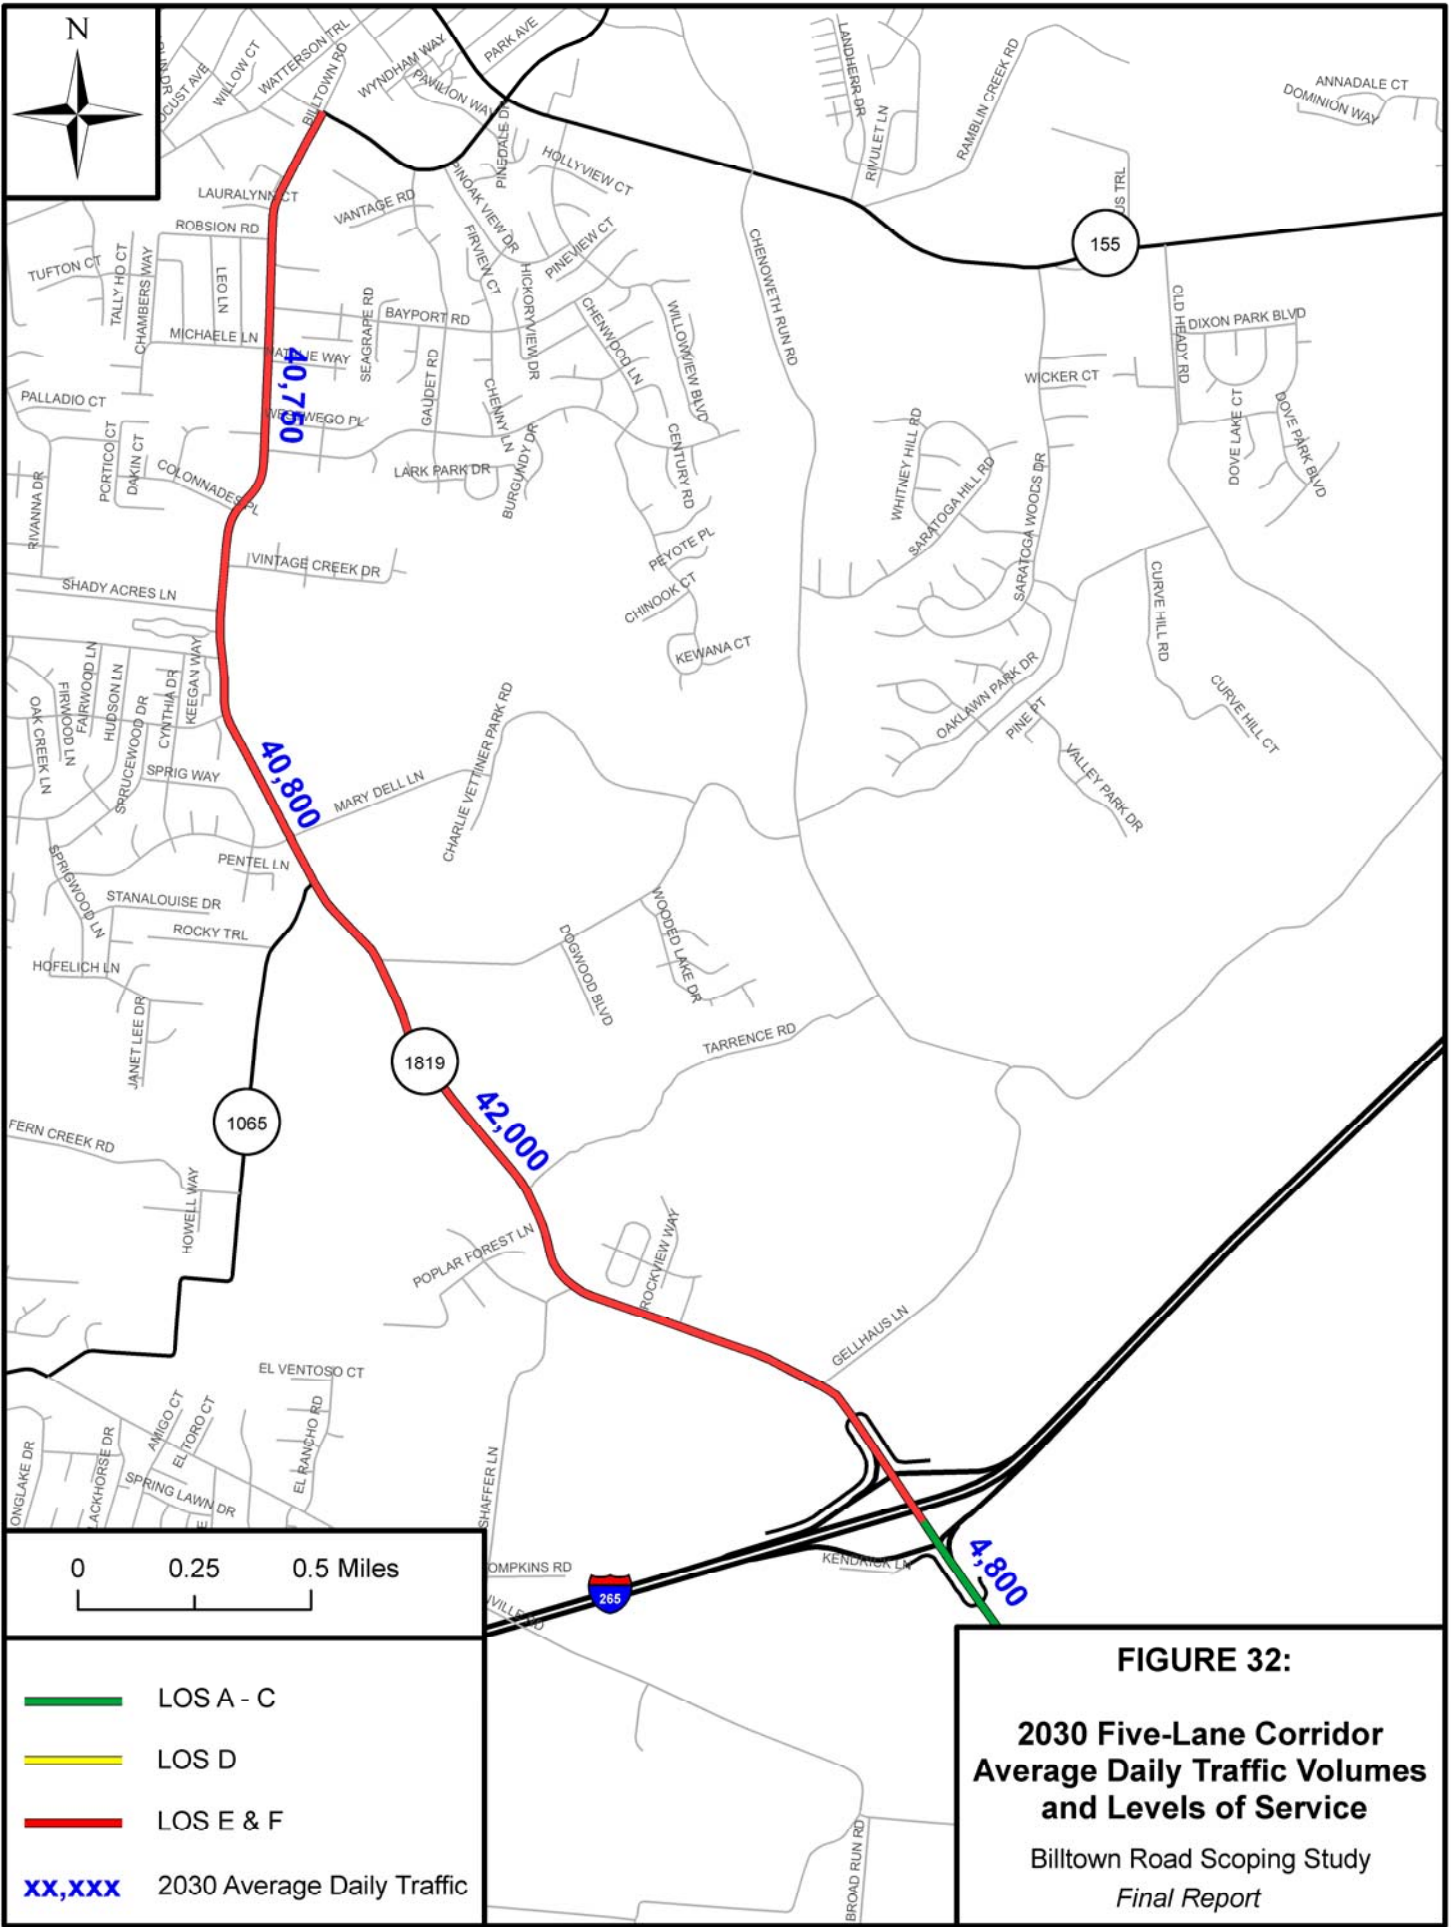 N
LOCUST AVE
WILLOW CT
WATTERSON TRL
BILLTOWN RD
WYNDHAM WAY
PARK AVE
PAVILION WAY
PINEDALE DR
LANDHERR DR
RIVULET LN
RAMBLIN CREEK RD
ANNADALE CT
DOMINION WAY
HOLLYVIEW CT
LAURALYNN CT
VANTAGE RD
PINOAK VIEW DR
US TRL
ROBSION RD
155
TUFTON CT
TALLY HO CT
CHAMBERS WAY
LEO LN
FIRVIEW CT
PINEVIEW CT
HICKORYVIEW DR
CHENOWETH RUN RD
SEAGRAPE RD
BAYPORT RD
CHENWOOD LN
WILLOWVIEW BLVD
OLD HEADY RD
DIXON PARK BLVD
MICHAELE LN
NATALIE WAY
40,750
GAUDET RD
WICKER CT
PALLADIO CT
WESTWEGO PL
CHENNY LN
DOVE LAKE CT
DOVE PARK BLVD
PORTICO CT
DAKIN CT
COLONNADES PL
LARK PARK DR
BURGUNDY DR
CENTURY RD
WHITNEY HILL RD
SARATOGA HILL RD
SARATOGA WOODS DR
RIVANNA DR
VINTAGE CREEK DR
PEYOTE PL
SHADY ACRES LN
CHINOOK CT
CURVE HILL RD
KEWANA CT
OAK CREEK LN
FIRWOOD LN
FAIRWOOD LN
HUDSON LN
SPRUCEWOOD DR
CYNTHIA DR
KEEGAN WAY
OAKLAWN PARK DR
PINE PT
CURVE HILL CT
40,800
SPRIG WAY
MARY DELL LN
CHARLIE VETTINER PARK RD
VALLEY PARK DR
SPRIGWOOD LN
PENTEL LN
STANALOUISE DR
ROCKY TRL
DOGWOOD BLVD
WOODED LAKE DR
HOFELICH LN
JANET LEE DR
TARRENCE RD
1819
42,000
1065
FERN CREEK RD
HOWELL WAY
POPLAR FOREST LN
ROCKVIEW WAY
GELLHAUS LN
EL VENTOSO CT
AMIGO CT
EL TORO CT
EL RANCHO RD
ONGLAKE DR
LACKHORSE DR
SPRING LAWN DR
E
SHAFFER LN
OMPKINS RD
KENDRICK LN
4,800
265
VILLE RD
BROAD RUN RD
0 0.25 0.5 Miles
LOS A - C
LOS D
LOS E & F
xx,xxx 2030 Average Daily Traffic
FIGURE 32:
2030 Five-Lane Corridor
Average Daily Traffic Volumes
and Levels of Service
Billtown Road Scoping Study
Final Report